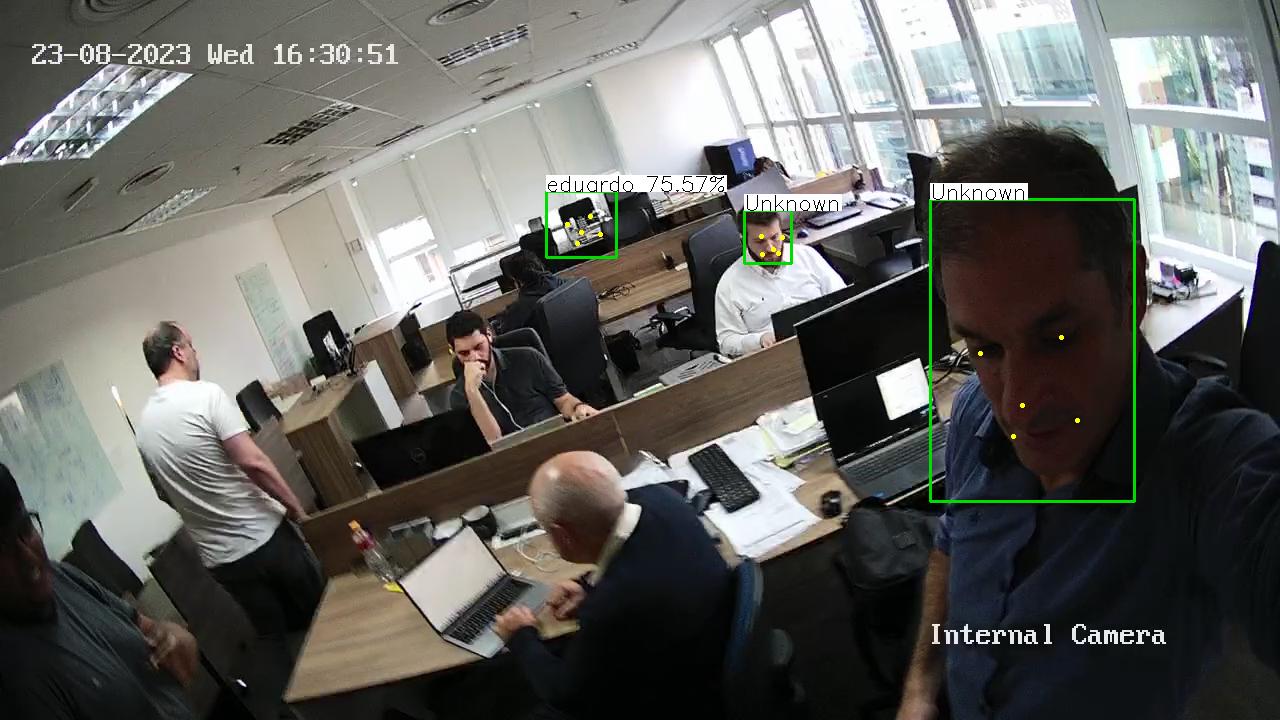 23-08-2023 Wed 16:30:51
eduardo 75.57%
Unknown
Unknown
Internal Camera